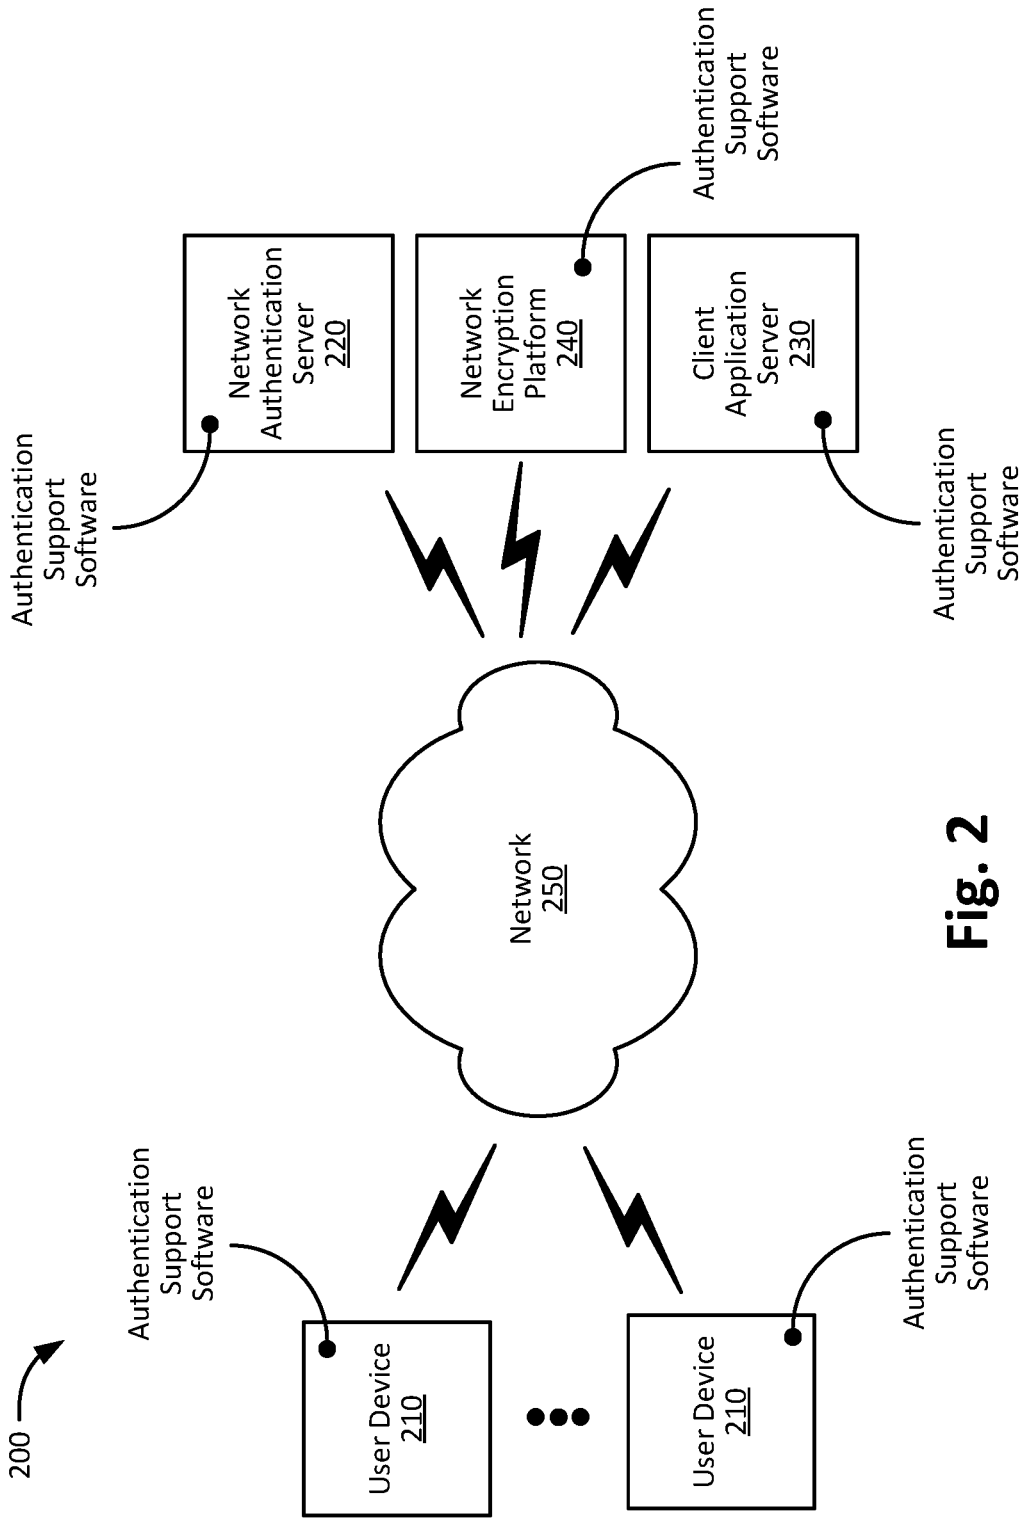 200
Authentication
Support
Software
User Device
210
User Device
210
Authentication
Support
Software
Network
250
Authentication
Support
Software
Network
Authentication
Server
220
Network
Encryption
Platform
240
Authentication
Support
Software
Client
Application
Server
230
Authentication
Support
Software
Fig. 2